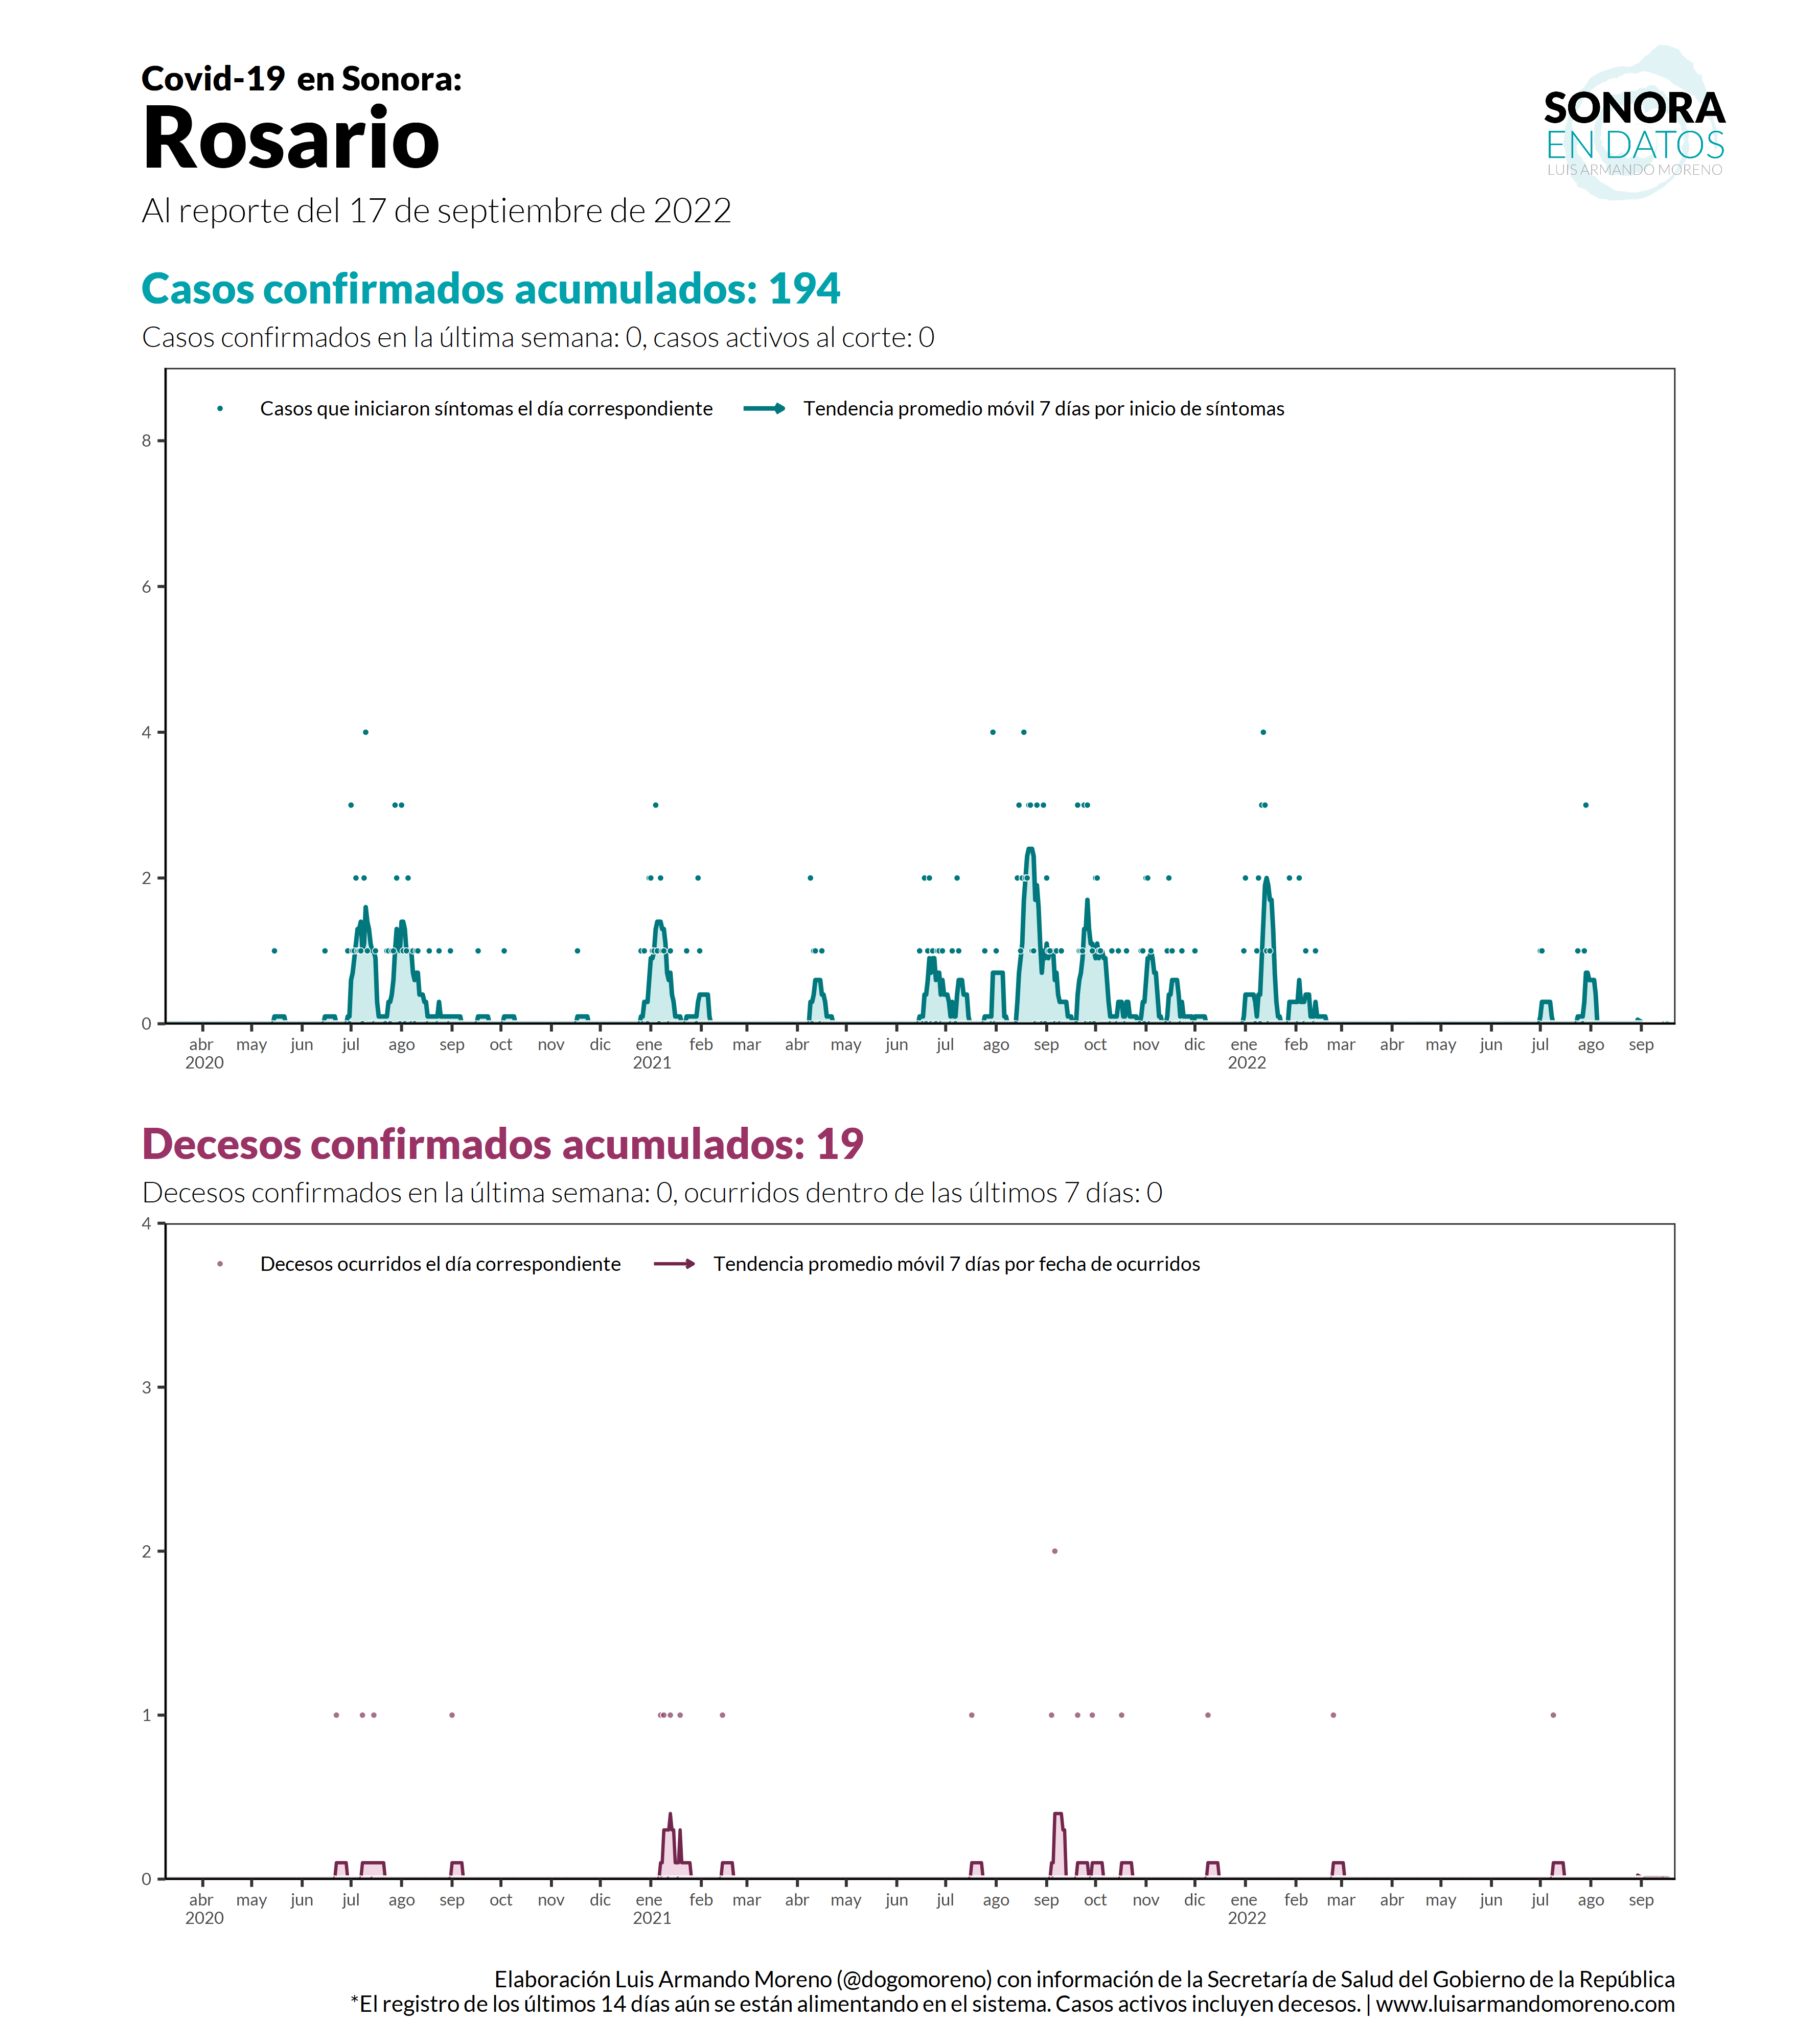 Covid-19 en Sonora:
Rosario
Al reporte del 17 de septiembre de 2022
SONORA
EN DATOS
LUIS ARMANDO MORENO
Casos confirmados acumulados: 194
Casos confirmados en la última semana: 0, casos activos al corte: 0
Casos que iniciaron síntomas el día correspondiente Tendencia promedio móvil 7 días por inicio de síntomas
8
6
4
2
0
abr may jun jul ago sep oct nov dic ene feb mar abr may jun jul ago sep oct nov dic ene feb mar abr may jun jul ago sep
2020 2021 2022
Decesos confirmados acumulados: 19
Decesos confirmados en la última semana: 0, ocurridos dentro de las últimos 7 días: 0
4
Decesos ocurridos el día correspondiente Tendencia promedio móvil 7 días por fecha de ocurridos
3
2
1
0
abr may jun jul ago sep oct nov dic ene feb mar abr may jun jul ago sep oct nov dic ene feb mar abr may jun jul ago sep
2020 2021 2022
Elaboración Luis Armando Moreno (@dogomoreno) con información de la Secretaría de Salud del Gobierno de la República
*El registro de los últimos 14 días aún se están alimentando en el sistema. Casos activos incluyen decesos. | www.luisarmandomoreno.com